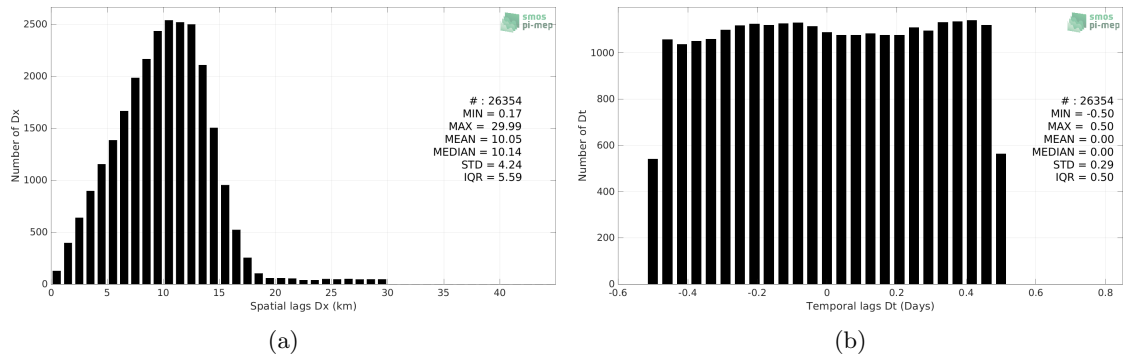 smos
pi-mep
2500
2000
1500
1000
500
0
Number of Dx
# : 26354
MIN = 0.17
MAX = 29.99
MEAN = 10.05
MEDIAN = 10.14
STD = 4.24
IQR = 5.59
0 5 10 15 20 25 30 35 40
Spatial lags Dx (km)
(a)
smos
pi-mep
1000
800
600
400
200
0
Number of Dt
# : 26354
MIN = -0.50
MAX = 0.50
MEAN = 0.00
MEDIAN = 0.00
STD = 0.29
IQR = 0.50
-0.6 -0.4 -0.2 0 0.2 0.4 0.6 0.8
Temporal lags Dt (Days)
(b)